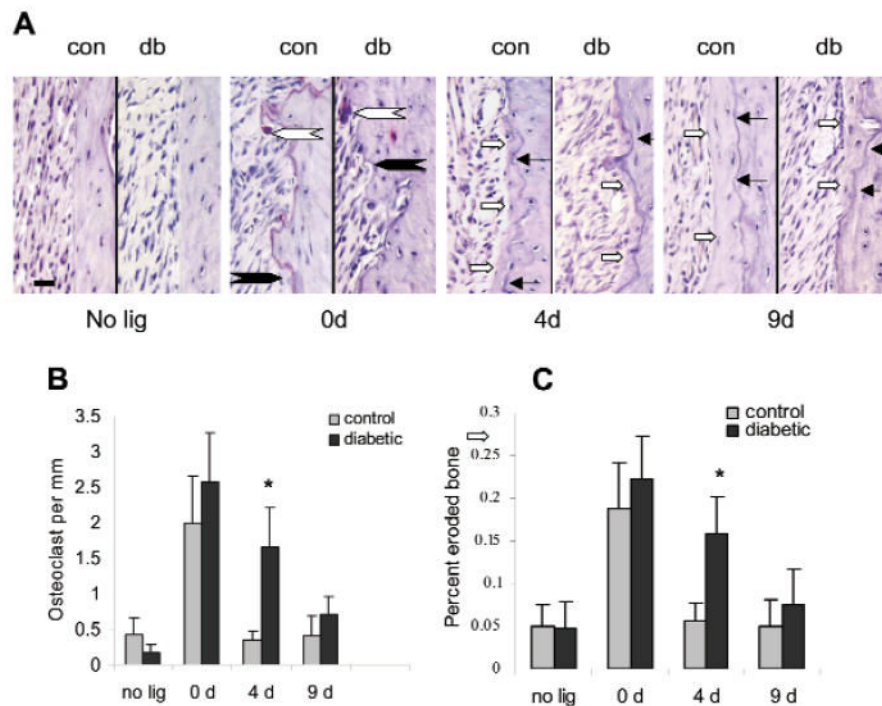 A
con db con db con db con db
No lig 0d 4d 9d
B
Osteoclast per mm
3.5
3
2.5
2
1.5
1
0.5
0
control
diabetic
*
no lig 0 d 4 d 9 d
C
Percent eroded bone
0.3
0.25
0.2
0.15
0.1
0.05
0
control
diabetic
*
no lig 0 d 4 d 9 d